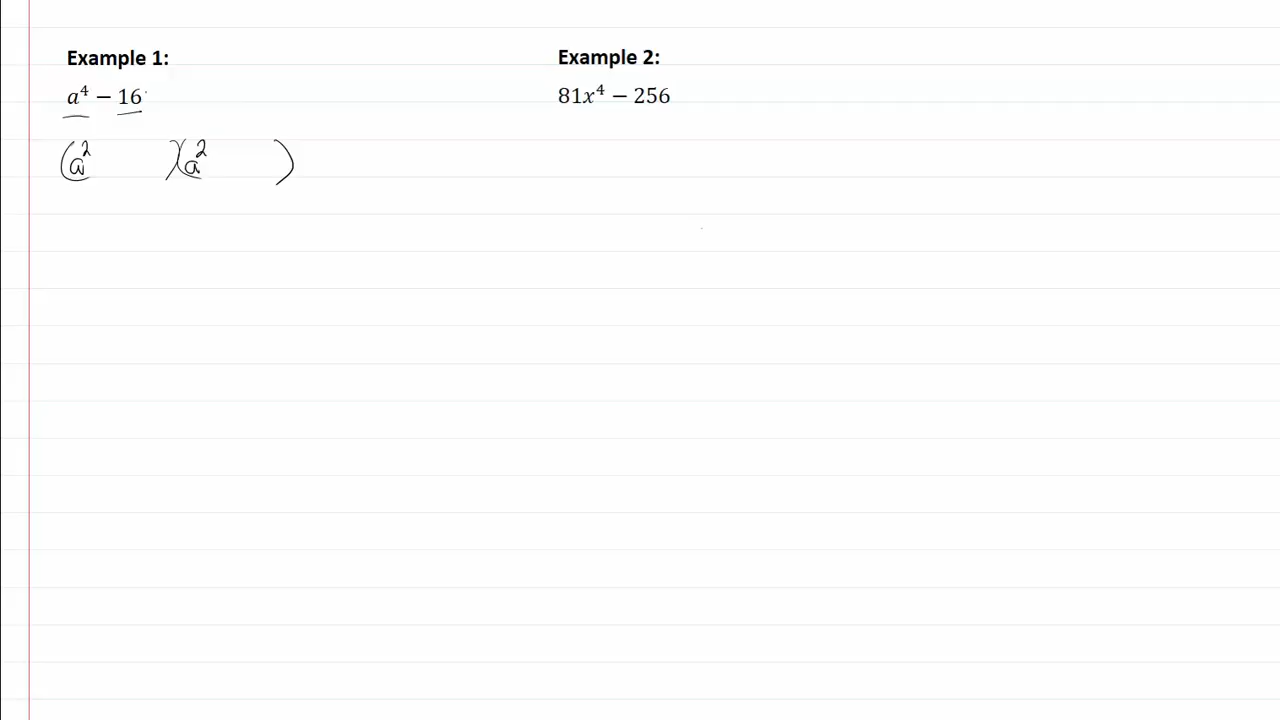 Example 1:
a⁴ − 16
(a² )(a² )
Example 2:
81x⁴ − 256